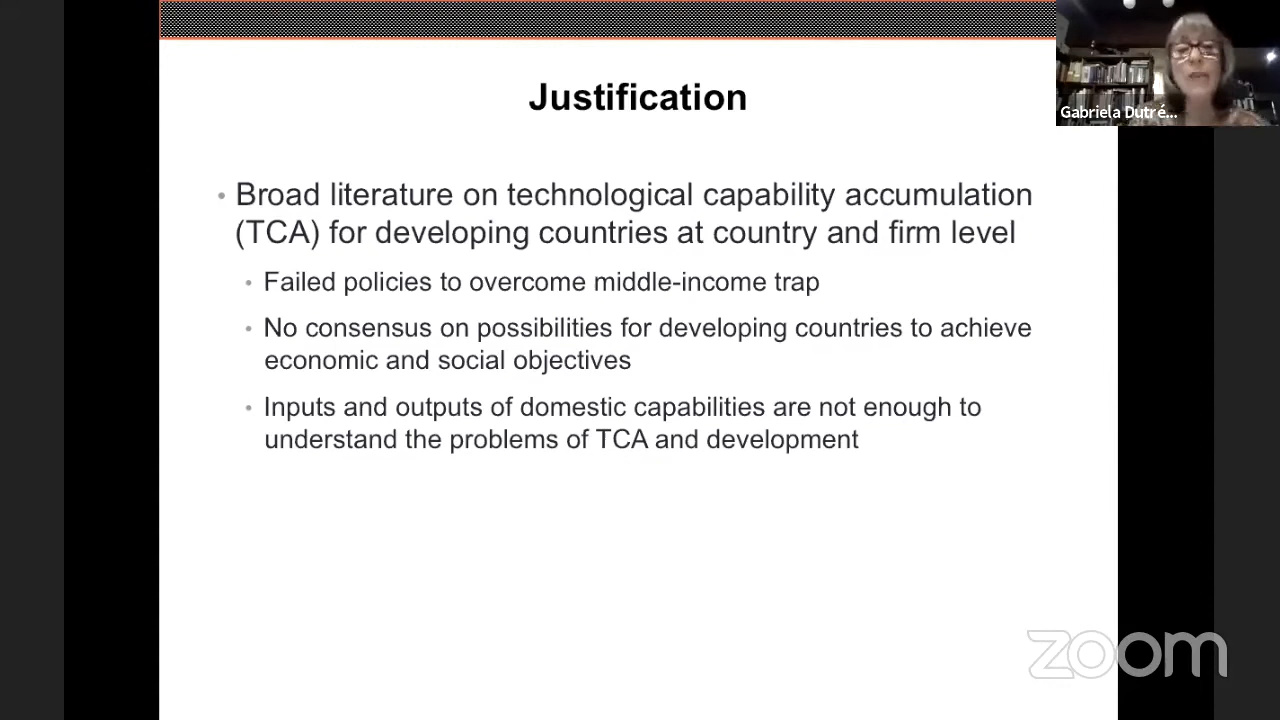 Justification
Gabriela Dutré...
• Broad literature on technological capability accumulation
(TCA) for developing countries at country and firm level
• Failed policies to overcome middle-income trap
• No consensus on possibilities for developing countries to achieve
economic and social objectives
• Inputs and outputs of domestic capabilities are not enough to
understand the problems of TCA and development
zoom